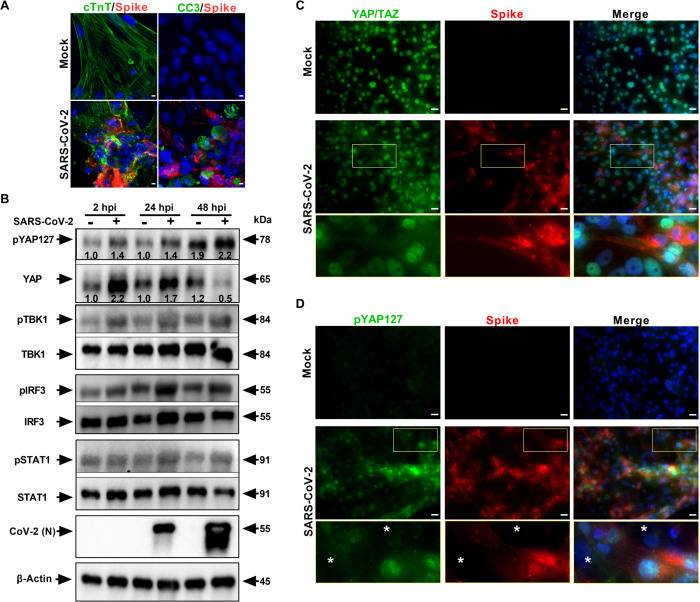 A
cTnT/Spike CC3/Spike
Mock
SARS-CoV-2
B
2 hpi 24 hpi 48 hpi
SARS-CoV-2 - + - + - + kDa
pYAP127 78
1.0 1.4 1.0 1.4 1.9 2.2
YAP 65
1.0 2.2 1.0 1.7 1.2 0.5
pTBK1 84
TBK1 84
pIRF3 55
IRF3 55
pSTAT1 91
STAT1 91
CoV-2 (N) 55
β-Actin 45
C
YAP/TAZ Spike Merge
Mock
SARS-CoV-2
D
pYAP127 Spike Merge
Mock
SARS-CoV-2
* * *
* * *